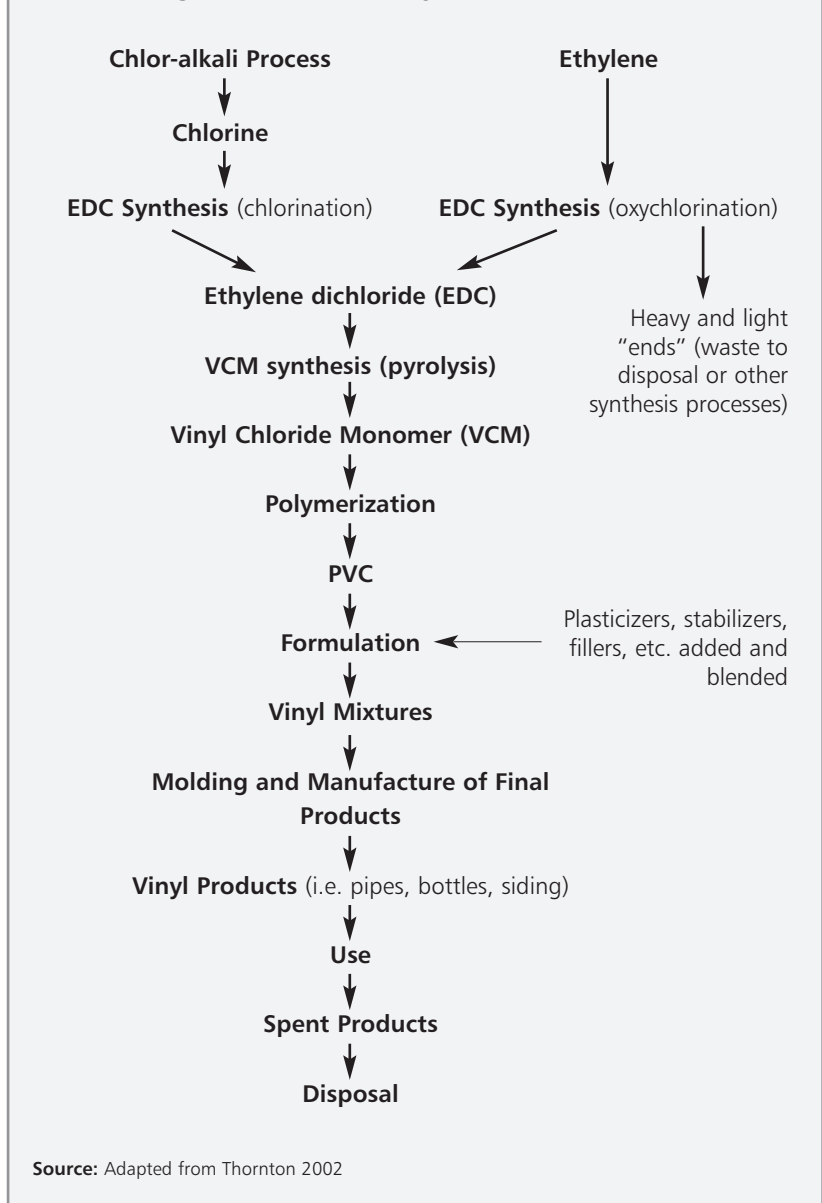 Chlor-alkali Process
Ethylene
Chlorine
EDC Synthesis (chlorination)
EDC Synthesis (oxychlorination)
Ethylene dichloride (EDC)
Heavy and light
“ends” (waste to
disposal or other
synthesis processes)
VCM synthesis (pyrolysis)
Vinyl Chloride Monomer (VCM)
Polymerization
PVC
Formulation
Plasticizers, stabilizers,
fillers, etc. added and
blended
Vinyl Mixtures
Molding and Manufacture of Final
Products
Vinyl Products (i.e. pipes, bottles, siding)
Use
Spent Products
Disposal
Source: Adapted from Thornton 2002